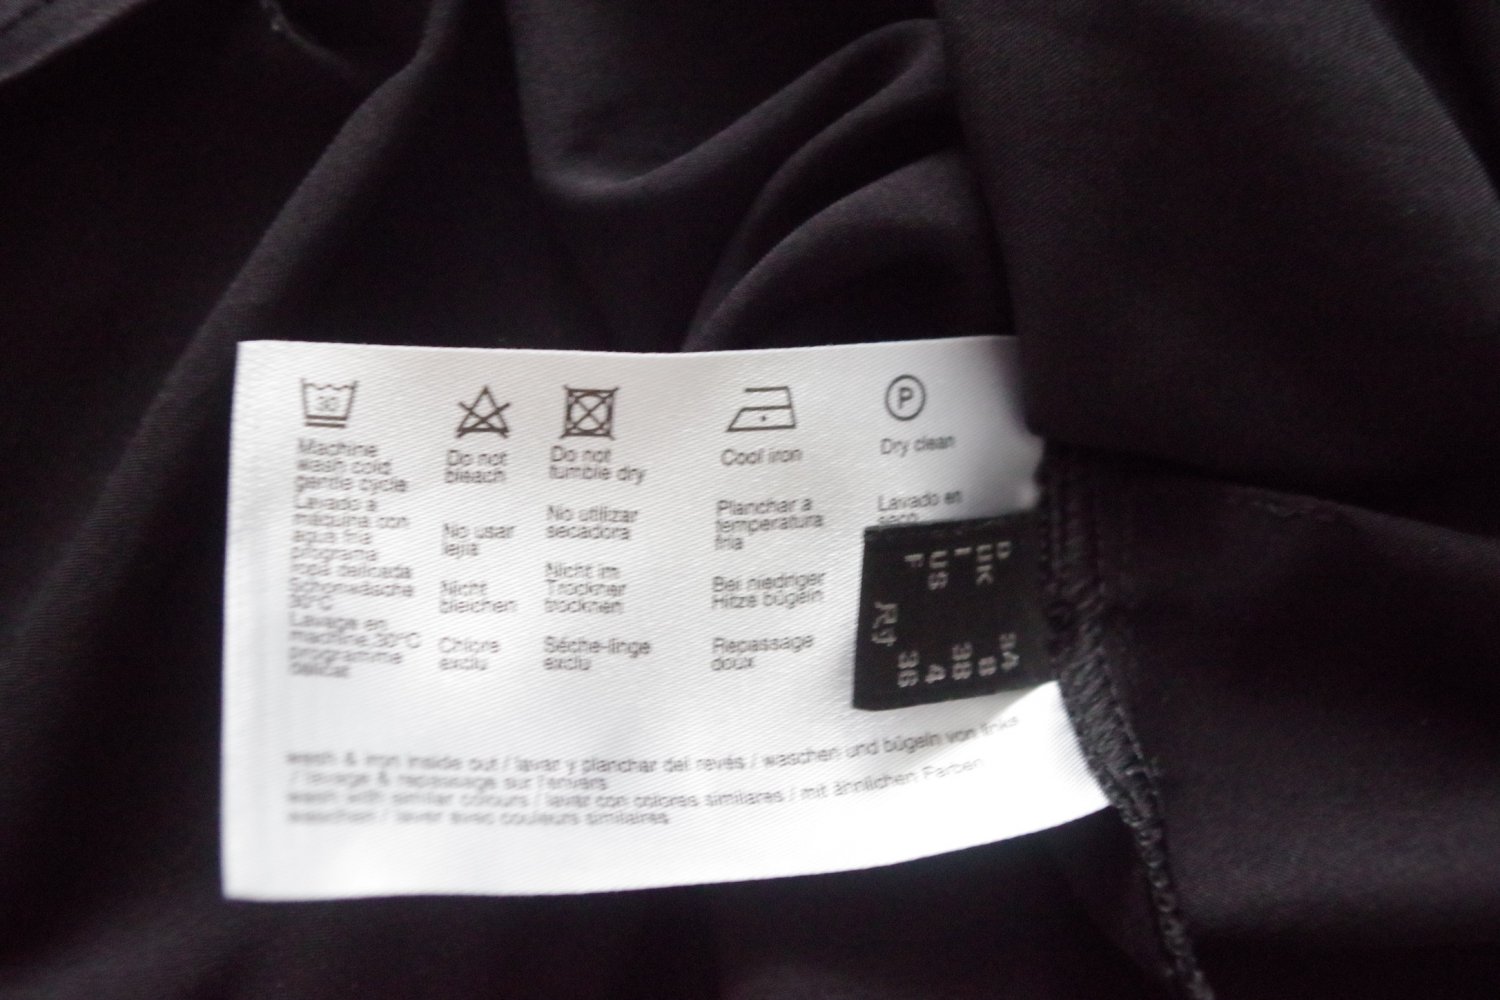 30
Machine
wash cold
gentle cycle
Lavado a
máquina con
agua fria
programa
ropa delicada
Schonwäsche
30°C
Lavage en
machine 30°C
programme
délicat
Do not
bleach
No usar
lejia
Nicht
bleichen
Chlore
exclu
Do not
tumble dry
No utilizar
secadora
Nicht im
Trockner
trocknen
Séche-linge
exclu
Cool iron
Planchar a
temperatura
fria
Bei niedriger
Hitze bügeln
Repassage
doux
P
Dry clean
Lavado en
seco
wash & iron inside out / lavar y planchar del revés / waschen und bügeln von links
/ lavage & repassage sur l'envers
wash with similar colours / lavar con colores similares / mit ähnlichen Farben
waschen / laver avec couleurs similaires
D 34
UK 8
I 38
US 4
F 36